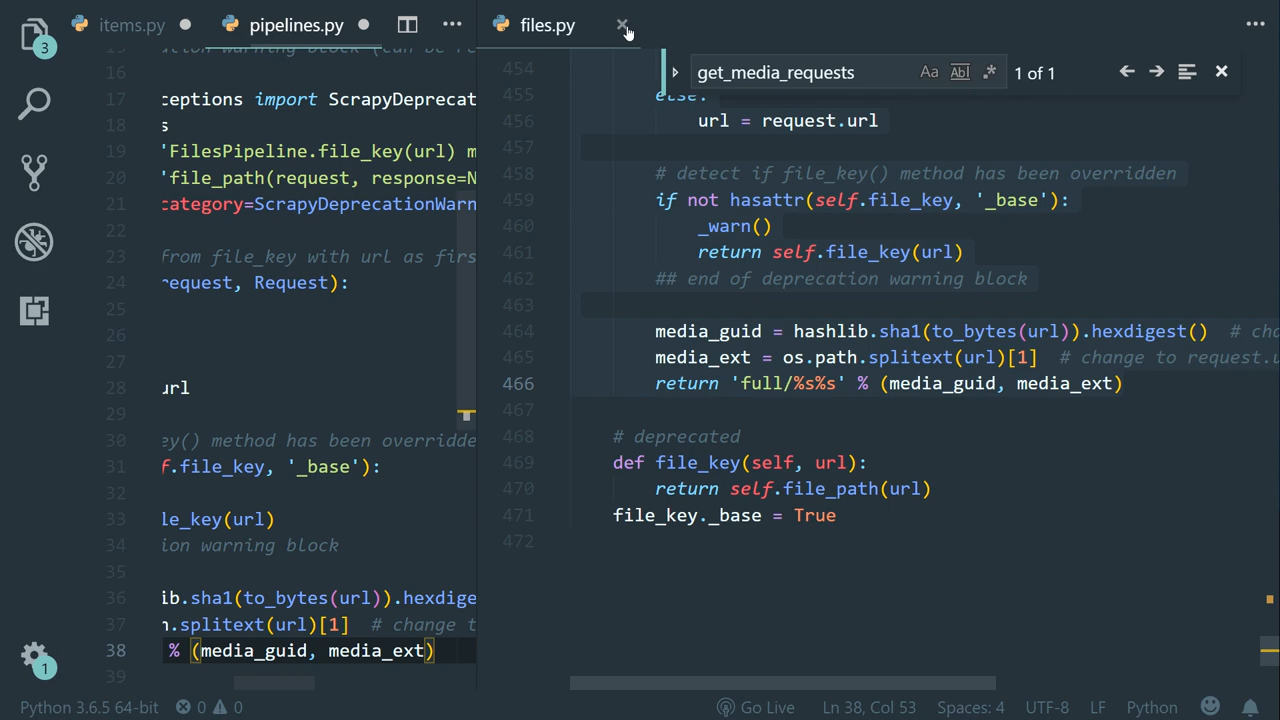 items.py
pipelines.py
files.py
3
16
17 ceptions import ScrapyDeprecat
18 s
19 'FilesPipeline.file_key(url) m
20 'file_path(request, response=N
21 category=ScrapyDeprecationWarn
22
23 from file_key with url as firs
24 request, Request):
25
26
27
28 url
29
30 ey() method has been overridde
31 f.file_key, '_base'):
32
33 le_key(url)
34 ion warning block
35
36 ib.sha1(to_bytes(url)).hexdige
37 .splitext(url)[1]  # change t
38 % (media_guid, media_ext)
39
get_media_requests
Aa Abl .* 1 of 1
454
455 else:
456 url = request.url
457
458 # detect if file_key() method has been overridden
459 if not hasattr(self.file_key, '_base'):
460 _warn()
461 return self.file_key(url)
462 ## end of deprecation warning block
463
464 media_guid = hashlib.sha1(to_bytes(url)).hexdigest()  # cha
465 media_ext = os.path.splitext(url)[1]  # change to request.u
466 return 'full/%s%s' % (media_guid, media_ext)
467
468 # deprecated
469 def file_key(self, url):
470 return self.file_path(url)
471 file_key._base = True
472
1
Python 3.6.5 64-bit 0 0 Go Live Ln 38, Col 53 Spaces: 4 UTF-8 LF Python